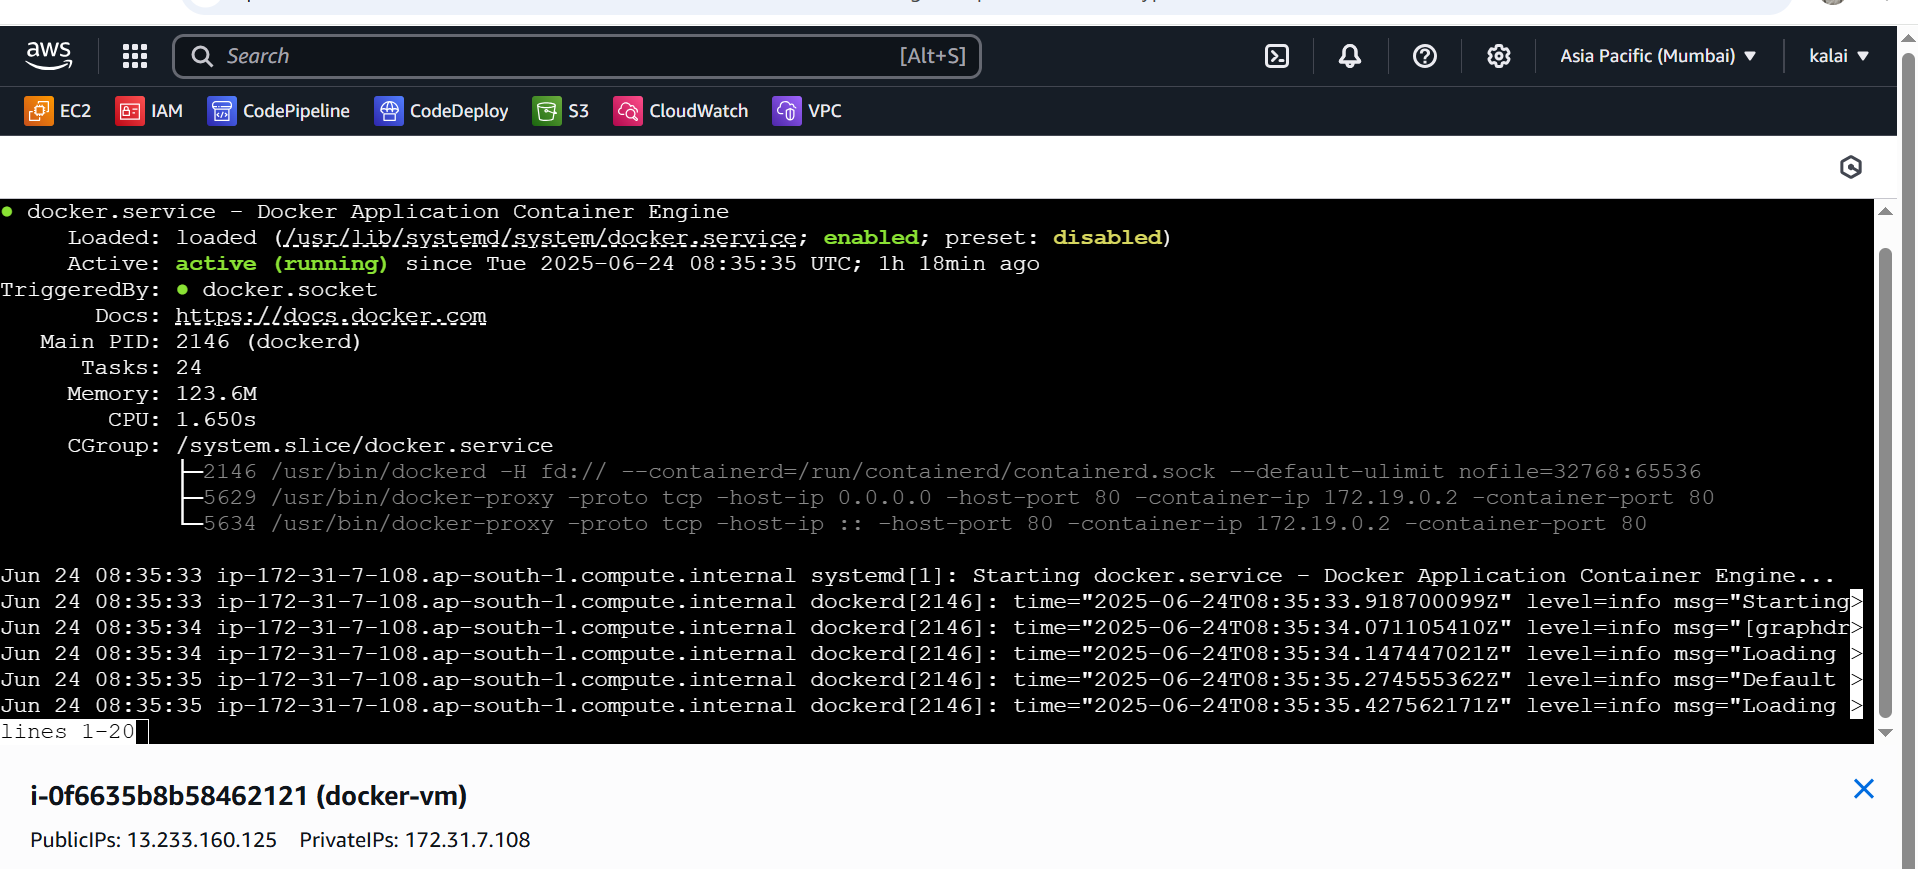 aws
Search
[Alt+S]
Asia Pacific (Mumbai) ▼
kalai ▼
EC2
IAM
CodePipeline
CodeDeploy
S3
CloudWatch
VPC
● docker.service - Docker Application Container Engine
Loaded: loaded (/usr/lib/systemd/system/docker.service; enabled; preset: disabled)
Active: active (running) since Tue 2025-06-24 08:35:35 UTC; 1h 18min ago
TriggeredBy: ● docker.socket
Docs: https://docs.docker.com
Main PID: 2146 (dockerd)
Tasks: 24
Memory: 123.6M
CPU: 1.650s
CGroup: /system.slice/docker.service
├─2146 /usr/bin/dockerd -H fd:// --containerd=/run/containerd/containerd.sock --default-ulimit nofile=32768:65536
├─5629 /usr/bin/docker-proxy -proto tcp -host-ip 0.0.0.0 -host-port 80 -container-ip 172.19.0.2 -container-port 80
└─5634 /usr/bin/docker-proxy -proto tcp -host-ip :: -host-port 80 -container-ip 172.19.0.2 -container-port 80
Jun 24 08:35:33 ip-172-31-7-108.ap-south-1.compute.internal systemd[1]: Starting docker.service - Docker Application Container Engine...
Jun 24 08:35:33 ip-172-31-7-108.ap-south-1.compute.internal dockerd[2146]: time="2025-06-24T08:35:33.918700099Z" level=info msg="Starting>
Jun 24 08:35:34 ip-172-31-7-108.ap-south-1.compute.internal dockerd[2146]: time="2025-06-24T08:35:34.071105410Z" level=info msg="[graphdr>
Jun 24 08:35:34 ip-172-31-7-108.ap-south-1.compute.internal dockerd[2146]: time="2025-06-24T08:35:34.147447021Z" level=info msg="Loading >
Jun 24 08:35:35 ip-172-31-7-108.ap-south-1.compute.internal dockerd[2146]: time="2025-06-24T08:35:35.274555362Z" level=info msg="Default >
Jun 24 08:35:35 ip-172-31-7-108.ap-south-1.compute.internal dockerd[2146]: time="2025-06-24T08:35:35.427562171Z" level=info msg="Loading >
lines 1-20
i-0f6635b8b58462121 (docker-vm)
PublicIPs: 13.233.160.125 PrivateIPs: 172.31.7.108